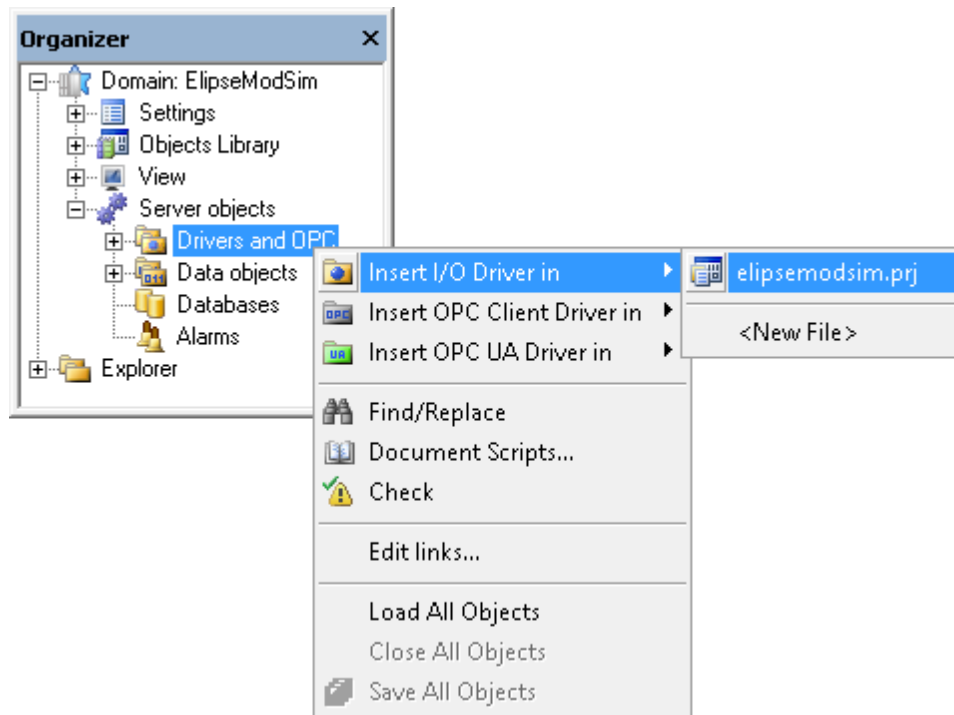 Organizer
Domain: ElipseModSim
Settings
Objects Library
View
Server objects
Drivers and OPC
Data objects
Databases
Alarms
Explorer
Insert I/O Driver in
OPC Insert OPC Client Driver in
UA Insert OPC UA Driver in
Find/Replace
Document Scripts...
Check
Edit links...
Load All Objects
Close All Objects
Save All Objects
elipsemodsim.prj
<New File>